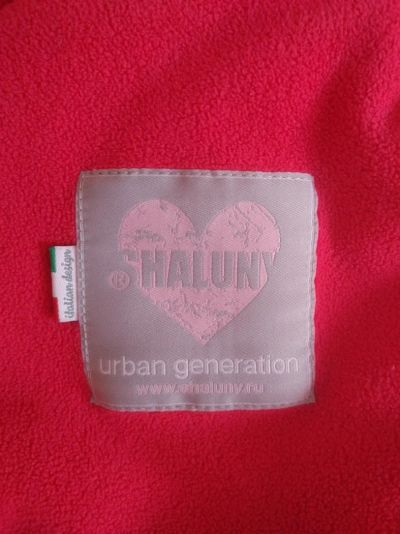 ®SHALUNY
urban generation
www.shaluny.ru
italian design